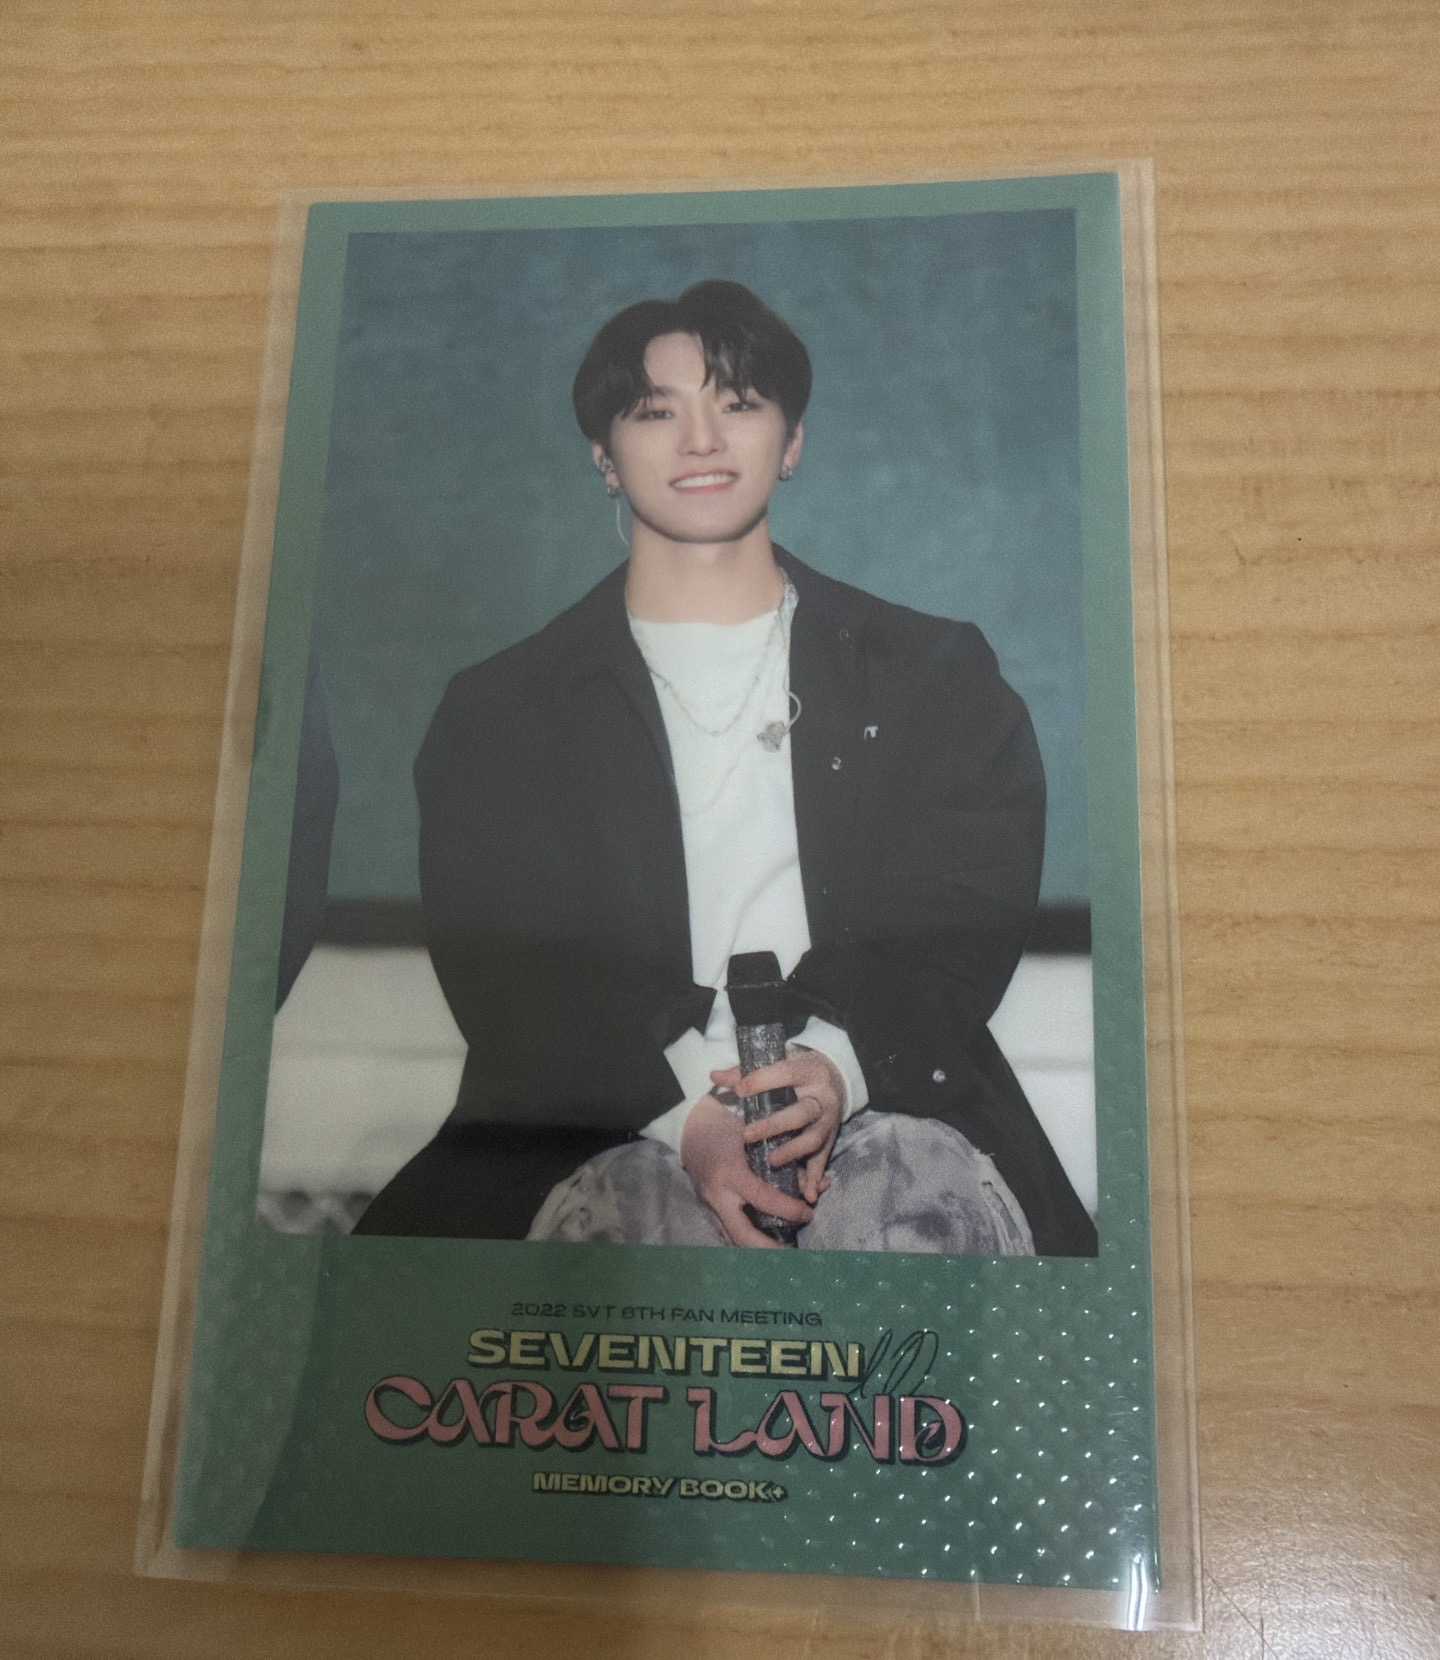 2022 SVT 6TH FAN MEETING
SEVENTEEN
CARAT LAND
MEMORY BOOK+